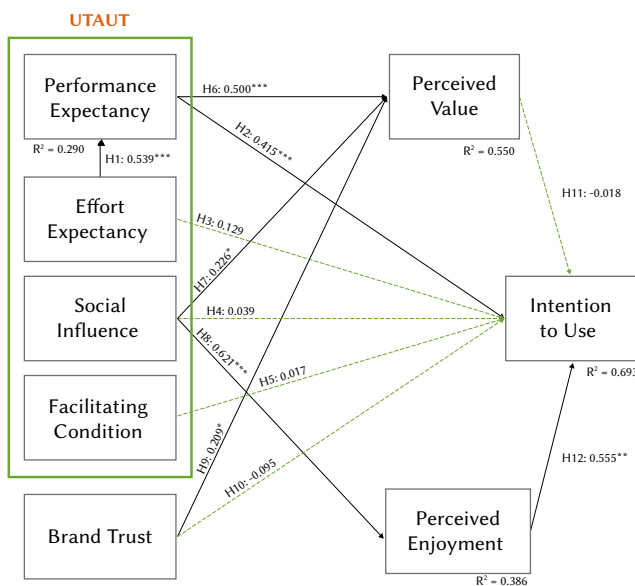 UTAUT
Performance
Expectancy
R² = 0.290
H1: 0.539***
Effort
Expectancy
Social
Influence
Facilitating
Condition
Brand Trust
H6: 0.500***
H2: 0.415***
H3: 0.129
H7: 0.226*
H4: 0.039
H8: 0.621***
H5: 0.017
H9: 0.209*
H10: -0.095
Perceived
Value
R² = 0.550
H11: -0.018
Intention
to Use
R² = 0.693
H12: 0.555**
Perceived
Enjoyment
R² = 0.386